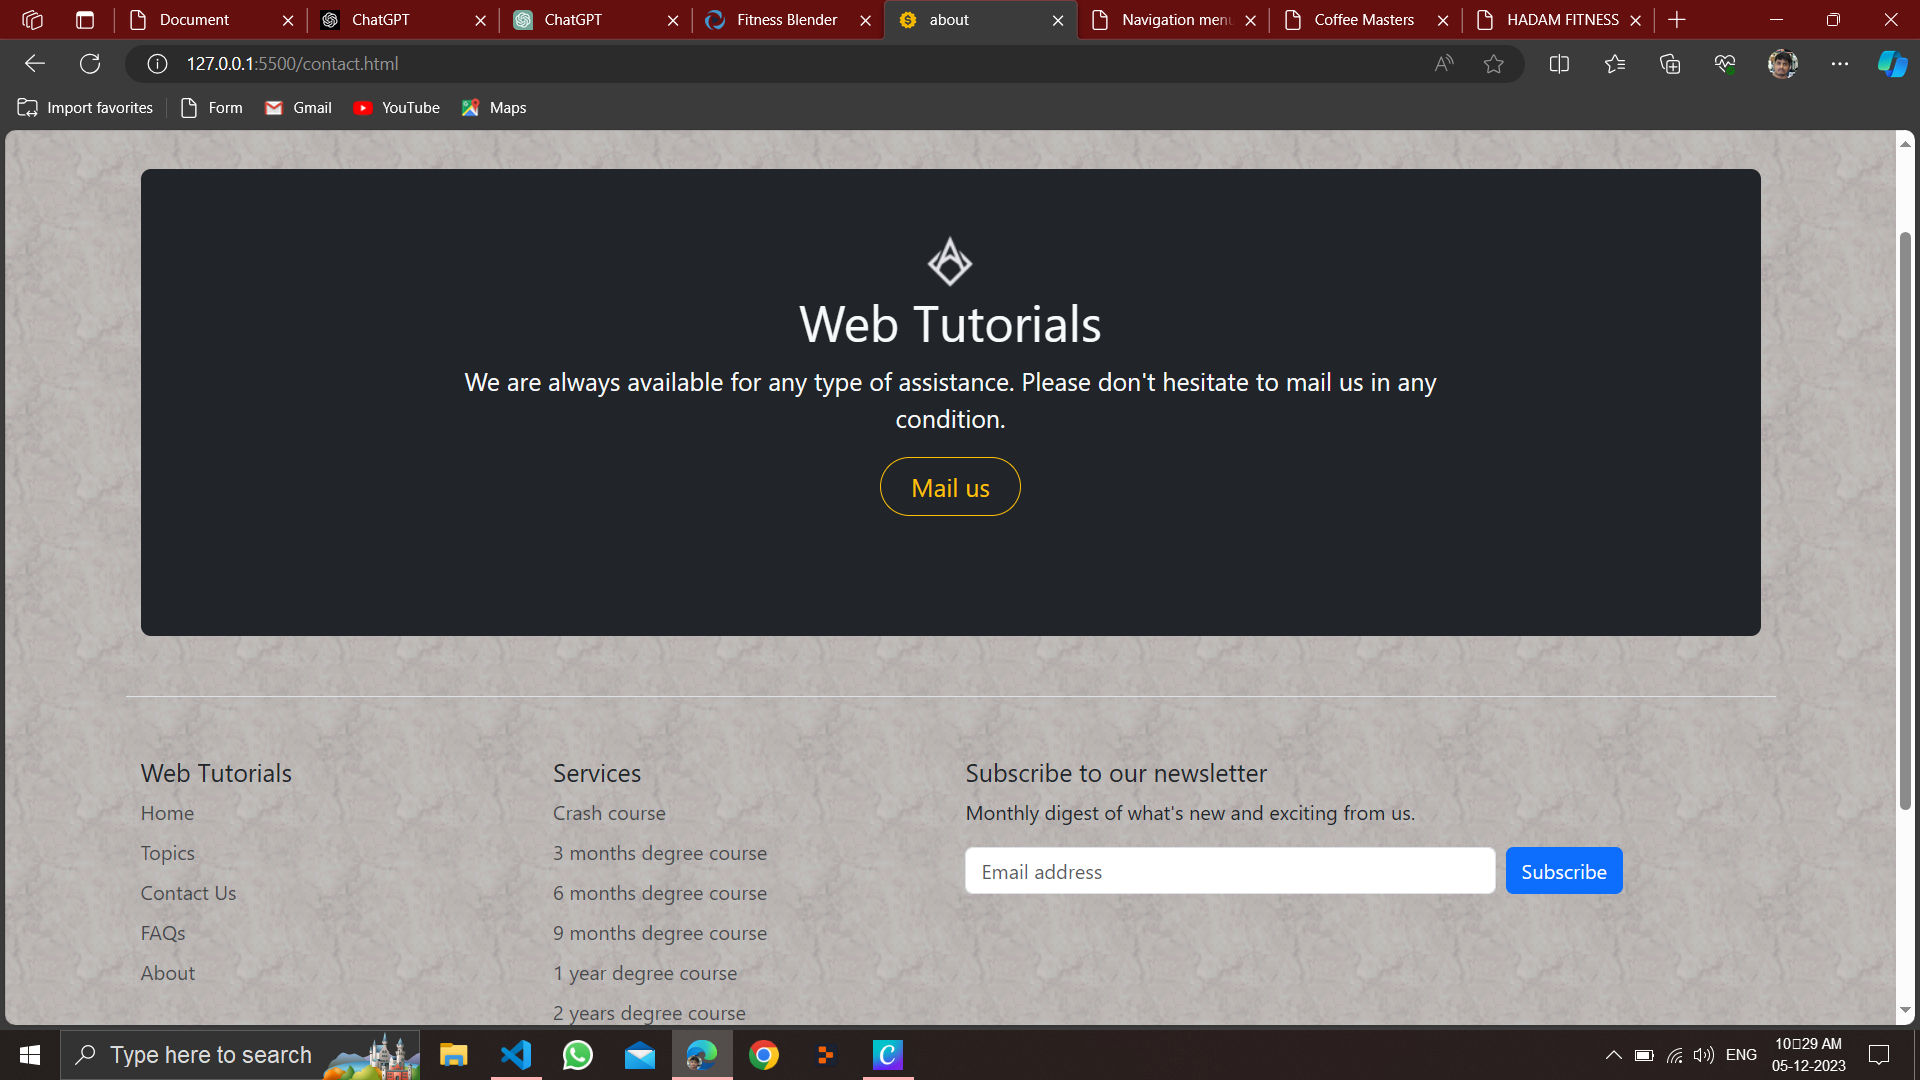 Document
ChatGPT
ChatGPT
Fitness Blender
about
Navigation menu
Coffee Masters
HADAM FITNESS
127.0.0.1:5500/contact.html
Import favorites
Form
Gmail
YouTube
Maps
Web Tutorials
We are always available for any type of assistance. Please don't hesitate to mail us in any
condition.
Mail us
Web Tutorials
Home
Topics
Contact Us
FAQs
About
Services
Crash course
3 months degree course
6 months degree course
9 months degree course
1 year degree course
2 years degree course
Subscribe to our newsletter
Monthly digest of what's new and exciting from us.
Email address
Subscribe
Type here to search
ENG
10▯29 AM
05-12-2023